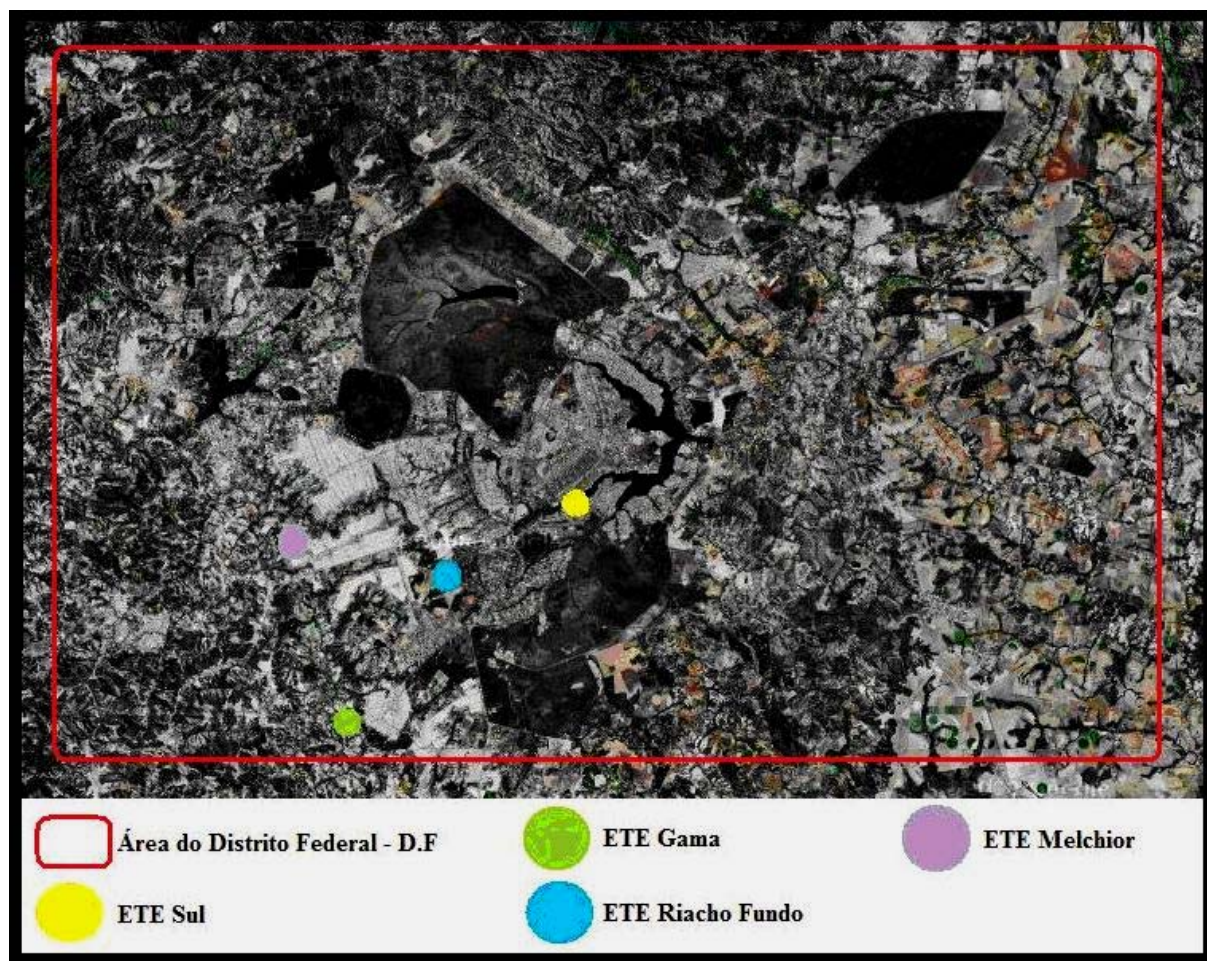 Área do Distrito Federal - D.F
ETE Gama
ETE Melchior
ETE Sul
ETE Riacho Fundo